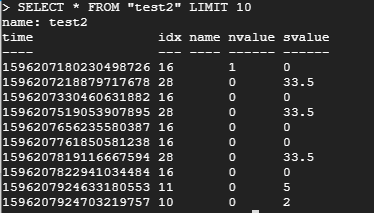 > SELECT * FROM "test2" LIMIT 10
name: test2
time idx name nvalue svalue
---- --- ---- ------ ------
1596207180230498726 16 1 0
1596207218879717678 28 0 33.5
1596207330460631882 16 0 0
1596207519053907895 28 0 33.5
1596207656235580387 16 0 0
1596207761850581238 16 0 0
1596207819116667594 28 0 33.5
1596207822941034484 16 0 0
1596207924633180553 11 0 5
1596207924703219757 10 0 2